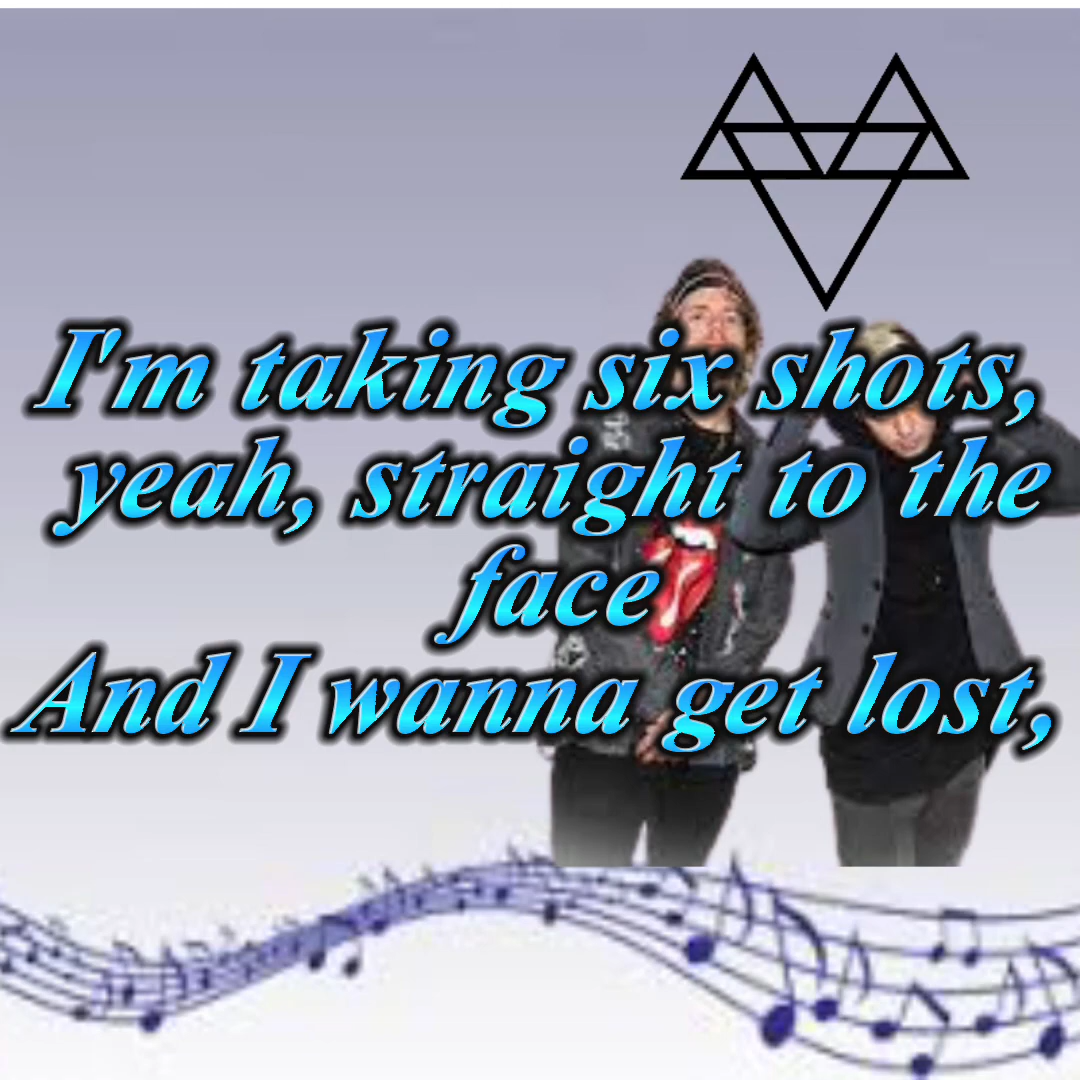 I'm taking six shots,
yeah, straight to the
face
And I wanna get lost,